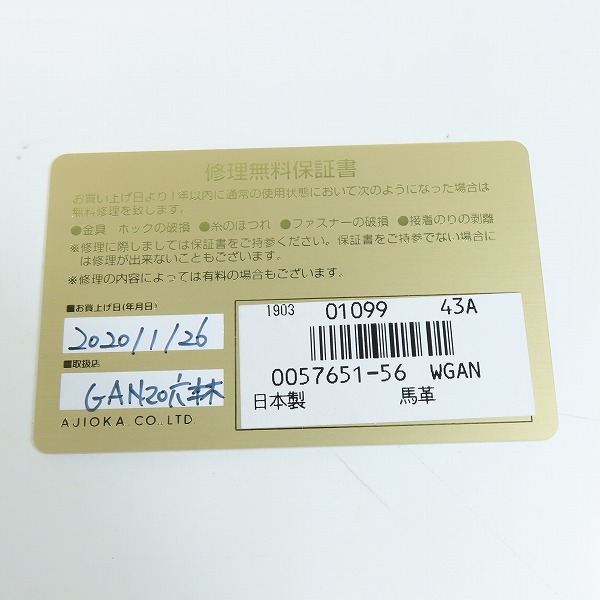 修理無料保証書
お買い上げ日より1年以内に通常の使用状態において次のようになった場合は
無料修理を致します。
●金具 ホックの破損 ●糸のほつれ ●ファスナーの破損 ●接着のりの剥離
※修理に際しましては保証書をご持参ください。保証書をご持参でない場合に
は修理が出来ないこともございます。
※修理の内容によっては有料の場合もございます。
■お買上げ日(年月日)
2020/1/26
■取扱店
GANZO六本木
AJIOKA.CO.,LTD.
1903 01099 43A
0057651-56 WGAN
日本製 馬革